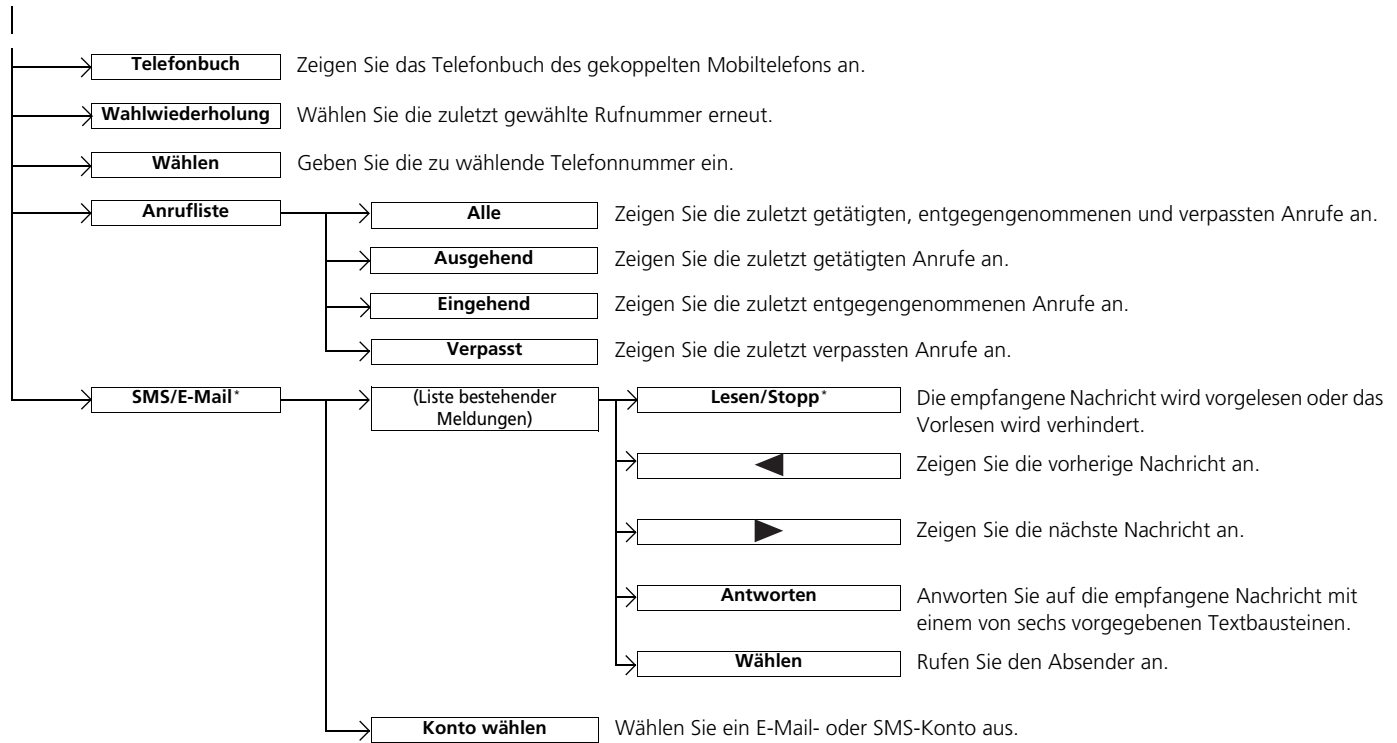 Telefonbuch Zeigen Sie das Telefonbuch des gekoppelten Mobiltelefons an.
Wahlwiederholung Wählen Sie die zuletzt gewählte Rufnummer erneut.
Wählen Geben Sie die zu wählende Telefonnummer ein.
Anrufliste Alle Zeigen Sie die zuletzt getätigten, entgegengenommenen und verpassten Anrufe an.
Ausgehend Zeigen Sie die zuletzt getätigten Anrufe an.
Eingehend Zeigen Sie die zuletzt entgegengenommenen Anrufe an.
Verpasst Zeigen Sie die zuletzt verpassten Anrufe an.
SMS/E-Mail* (Liste bestehender Lesen/Stopp* Die empfangene Nachricht wird vorgelesen oder das
Meldungen) Vorlesen wird verhindert.
◀ Zeigen Sie die vorherige Nachricht an.
▶ Zeigen Sie die nächste Nachricht an.
Antworten Anworten Sie auf die empfangene Nachricht mit
einem von sechs vorgegebenen Textbausteinen.
Wählen Rufen Sie den Absender an.
Konto wählen Wählen Sie ein E-Mail- oder SMS-Konto aus.